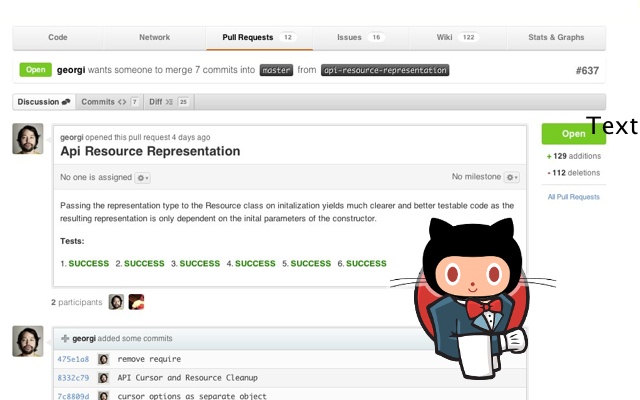 Code Network Pull Requests 12 Issues 16 Wiki 122 Stats & Graphs
Open georgi wants someone to merge 7 commits into master from api-resource-representation #637
Discussion Commits 7 Diff 25
georgi opened this pull request 4 days ago
Api Resource Representation
No one is assigned No milestone
Passing the representation type to the Resource class on initalization yields much clearer and better testable code as the
resulting representation is only dependent on the inital parameters of the constructor.
Tests:
1. SUCCESS 2. SUCCESS 3. SUCCESS 4. SUCCESS 5. SUCCESS 6. SUCCESS
Open
Text
+ 129 additions
- 112 deletions
All Pull Requests
2 participants
georgi added some commits
475e1a8 remove require
8332c79 API Cursor and Resource Cleanup
7c8809d cursor options as separate object